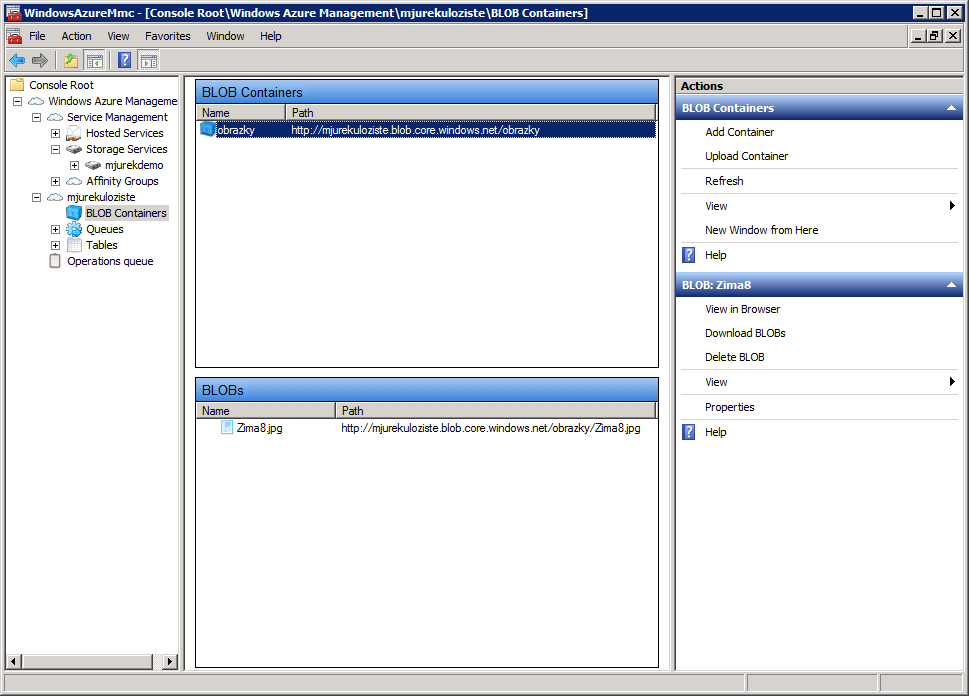 WindowsAzureMmc - [Console Root\Windows Azure Management\mjurekuloziste\BLOB Containers]
File Action View Favorites Window Help
Console Root
Windows Azure Manageme
Service Management
Hosted Services
Storage Services
mjurekdemo
Affinity Groups
mjurekuloziste
BLOB Containers
Queues
Tables
Operations queue
BLOB Containers
Name Path
obrazky http://mjurekuloziste.blob.core.windows.net/obrazky
BLOBs
Name Path
Zima8.jpg http://mjurekuloziste.blob.core.windows.net/obrazky/Zima8.jpg
Actions
BLOB Containers
Add Container
Upload Container
Refresh
View
New Window from Here
? Help
BLOB: Zima8
View in Browser
Download BLOBs
Delete BLOB
View
Properties
? Help